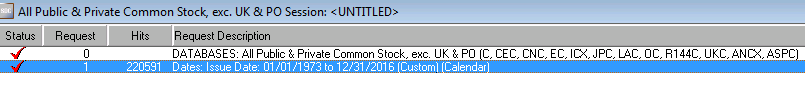 All Public & Private Common Stock, exc. UK & PO Session: <UNTITLED>
Status Request Hits Request Description
0 DATABASES: All Public & Private Common Stock, exc. UK & PO (C, CEC, CNC, EC, ICX, JPC, LAC, OC, R144C, UKC, ANCX, ASPC)
1 220591 Dates: Issue Date: 01/01/1973 to 12/31/2016 (Custom) (Calendar)